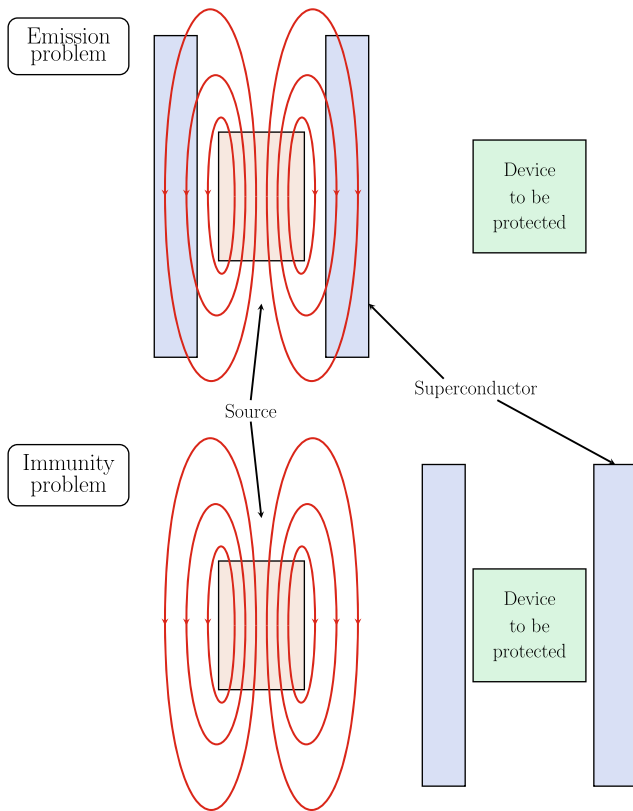 Emission
problem
Device
to be
protected
Superconductor
Source
Immunity
problem
Device
to be
protected